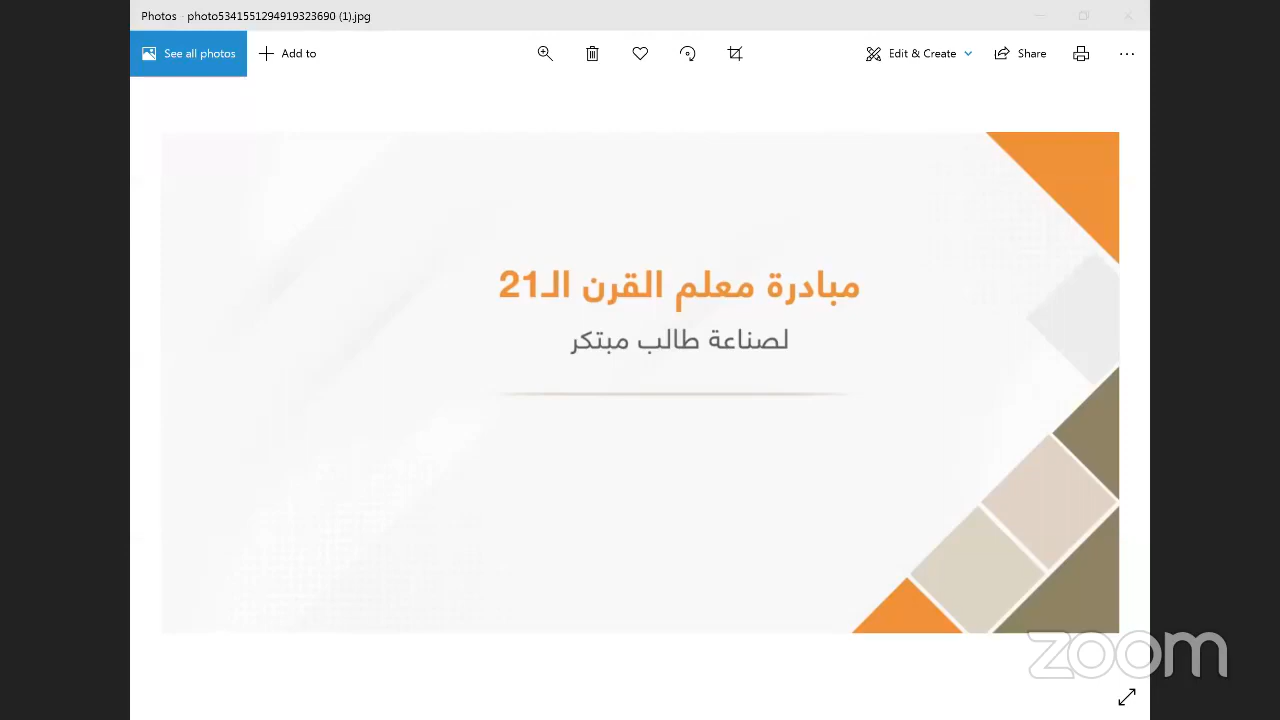 Photos - photo5341551294919323690 (1).jpg
See all photos
Add to
Edit & Create
Share
مبادرة معلم القرن الـ21
لصناعة طالب مبتكر
zoom